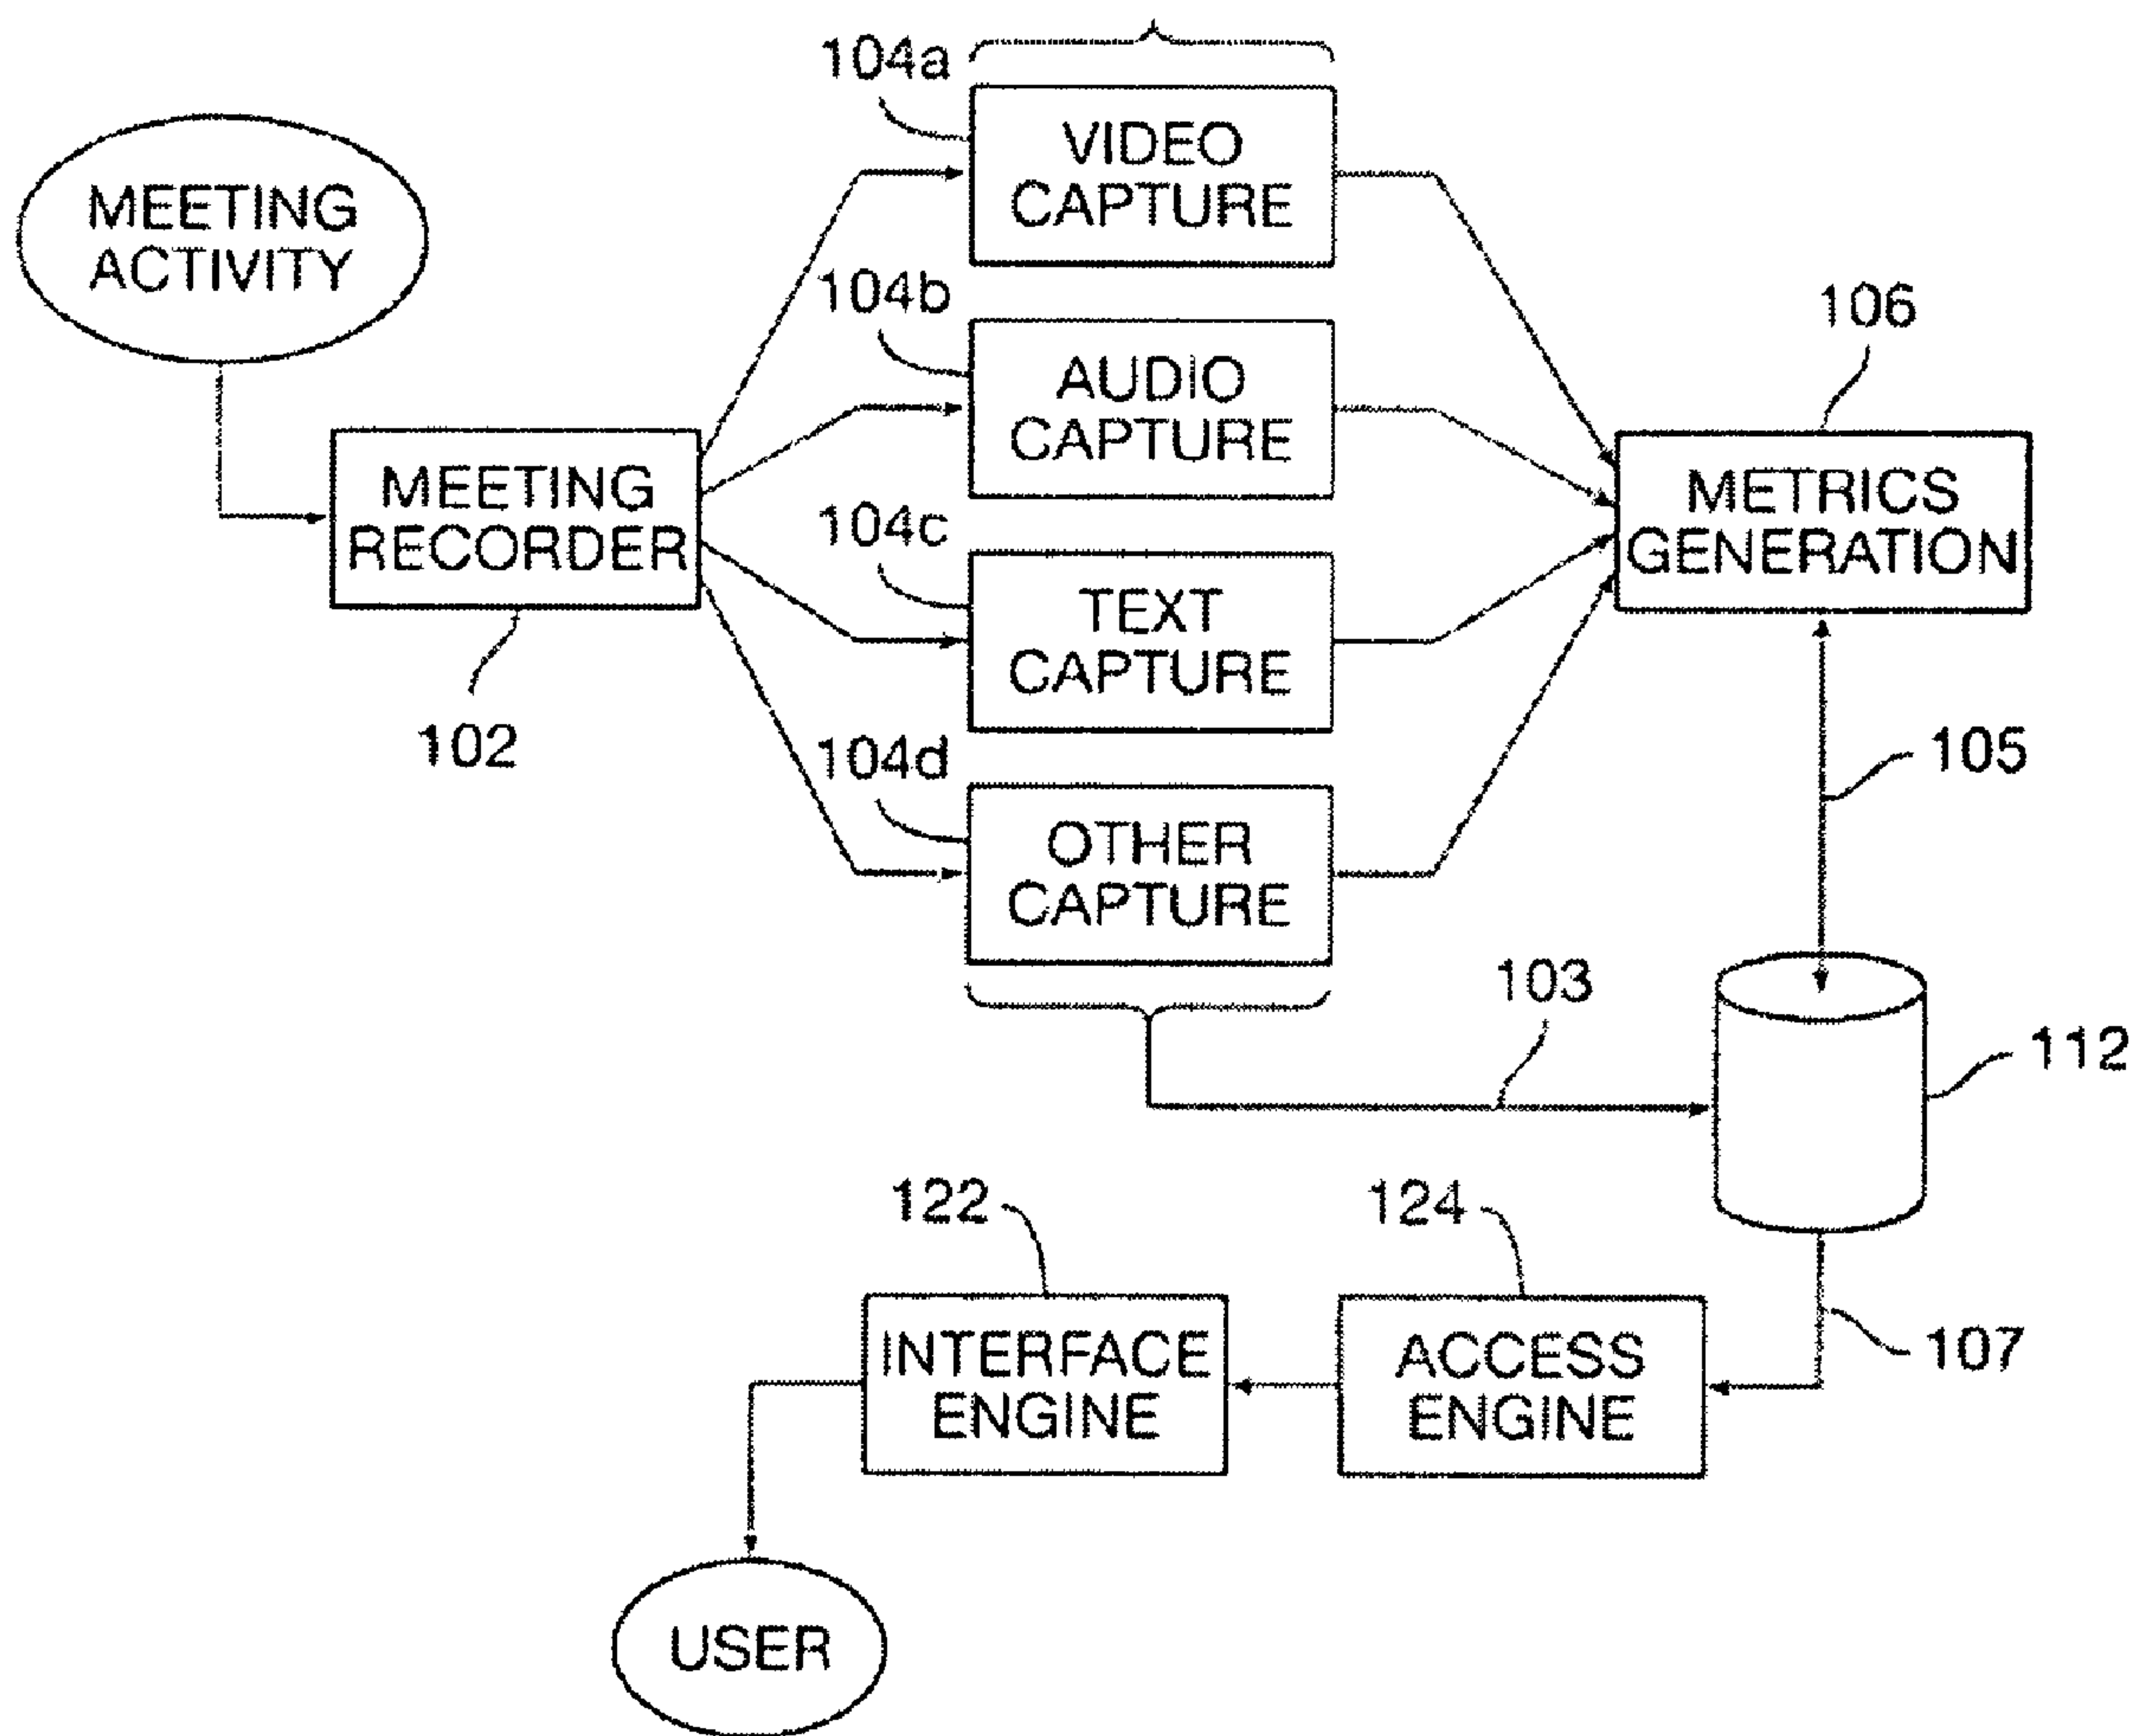 104a
VIDEO
CAPTURE
MEETING
ACTIVITY
104b
AUDIO
CAPTURE
106
METRICS
GENERATION
MEETING
RECORDER
102
104c
TEXT
CAPTURE
104d
OTHER
CAPTURE
105
103
112
122
124
INTERFACE
ENGINE
ACCESS
ENGINE
107
USER